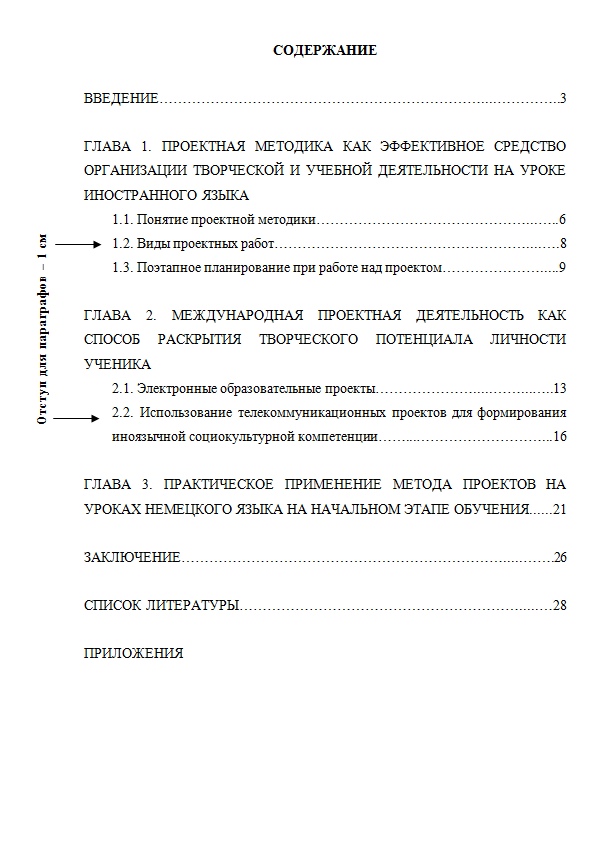 СОДЕРЖАНИЕ
ВВЕДЕНИЕ……………………………………………………………..…………….3
ГЛАВА 1. ПРОЕКТНАЯ МЕТОДИКА КАК ЭФФЕКТИВНОЕ СРЕДСТВО
ОРГАНИЗАЦИИ ТВОРЧЕСКОЙ И УЧЕБНОЙ ДЕЯТЕЛЬНОСТИ НА УРОКЕ
ИНОСТРАННОГО ЯЗЫКА
1.1. Понятие проектной методики……………………………………………..6
1.2. Виды проектных работ……………………………………………………8
1.3. Поэтапное планирование при работе над проектом……………………...9
Отступ для параграфов – 1 см
ГЛАВА 2. МЕЖДУНАРОДНАЯ ПРОЕКТНАЯ ДЕЯТЕЛЬНОСТЬ КАК
СПОСОБ РАСКРЫТИЯ ТВОРЧЕСКОГО ПОТЕНЦИАЛА ЛИЧНОСТИ
УЧЕНИКА
2.1. Электронные образовательные проекты…………………..………..…..13
2.2. Использование телекоммуникационных проектов для формирования
иноязычной социокультурной компетенции……...………………………..16
ГЛАВА 3. ПРАКТИЧЕСКОЕ ПРИМЕНЕНИЕ МЕТОДА ПРОЕКТОВ НА
УРОКАХ НЕМЕЦКОГО ЯЗЫКА НА НАЧАЛЬНОМ ЭТАПЕ ОБУЧЕНИЯ......21
ЗАКЛЮЧЕНИЕ……………………………………………………………..………26
СПИСОК ЛИТЕРАТУРЫ……………………………………………………...…28
ПРИЛОЖЕНИЯ